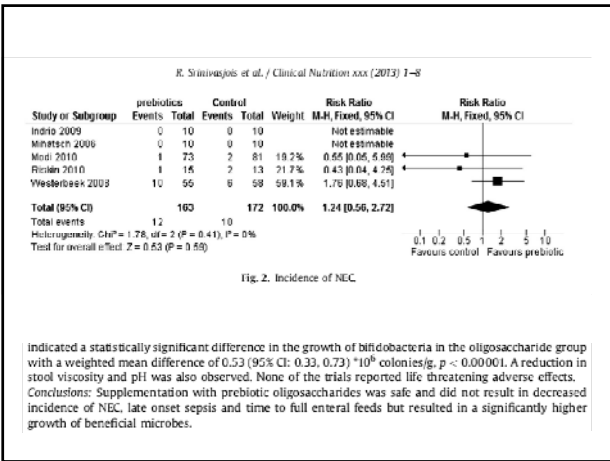 R. Srinivasjois et al. / Clinical Nutrition xxx (2013) 1–8
prebiotics Control Risk Ratio Risk Ratio
Study or Subgroup Events Total Events Total Weight M-H, Fixed, 95% CI M-H, Fixed, 95% CI
Indrio 2009 0 10 0 10 Not estimable
Mihatsch 2006 0 10 0 10 Not estimable
Modi 2010 1 73 2 81 19.2% 0.55 [0.05, 5.99]
Riskin 2010 1 15 2 13 21.7% 0.43 [0.04, 4.25]
Westerbeek 2008 10 55 6 58 59.1% 1.76 [0.68, 4.51]
Total (95% CI) 163 172 100.0% 1.24 [0.56, 2.72]
Total events 12 10
Heterogeneity. Chi² = 1.78, df = 2 (P = 0.41), I² = 0%
Test for overall effect Z = 0.53 (P = 0.59)
0.1 0.2 0.5 1 2 5 10
Favours control Favours prebiotic
Fig. 2. Incidence of NEC.
indicated a statistically significant difference in the growth of bifidobacteria in the oligosaccharide group
with a weighted mean difference of 0.53 (95% CI: 0.33, 0.73) *10⁶ colonies/g, p < 0.00001. A reduction in
stool viscosity and pH was also observed. None of the trials reported life threatening adverse effects.
Conclusions: Supplementation with prebiotic oligosaccharides was safe and did not result in decreased
incidence of NEC, late onset sepsis and time to full enteral feeds but resulted in a significantly higher
growth of beneficial microbes.